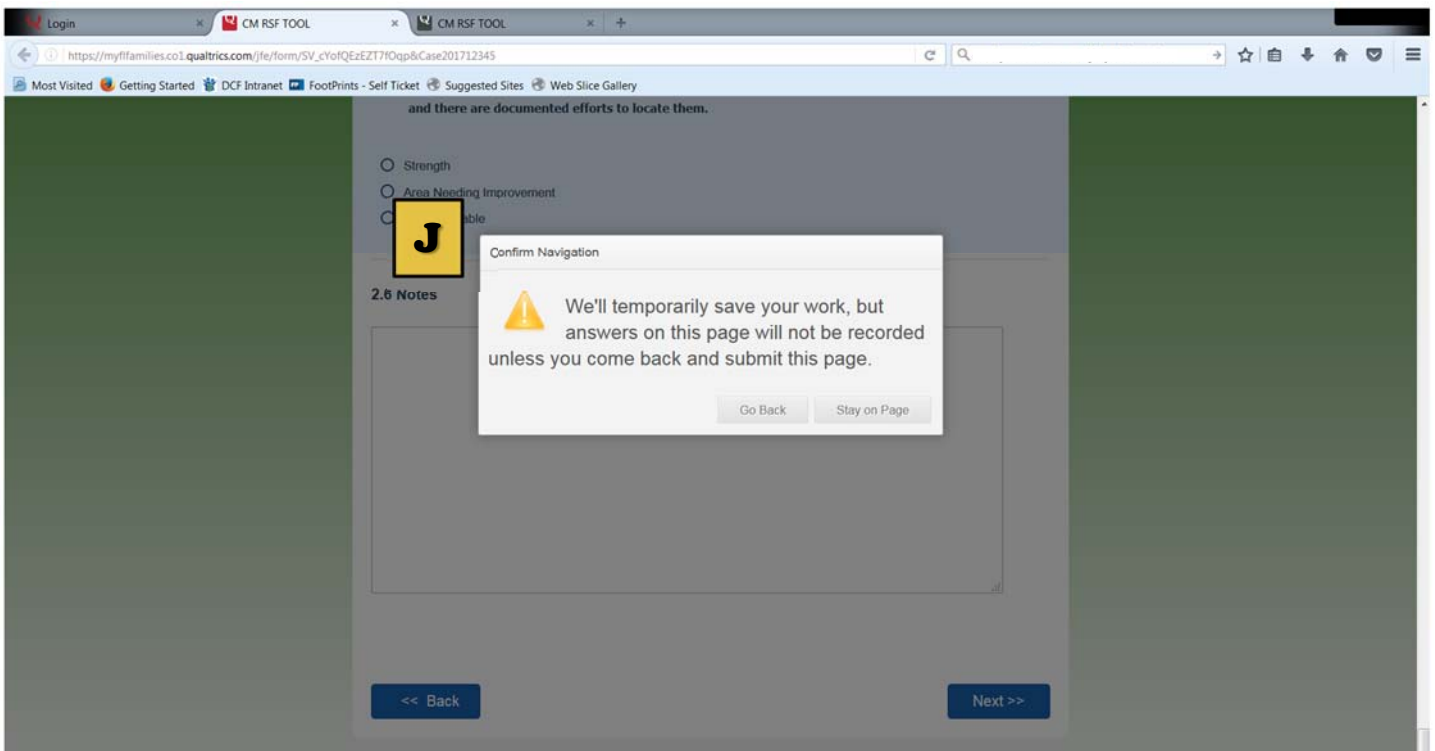 Login × CM RSF TOOL × CM RSF TOOL × +
https://myflfamilies.co1.qualtrics.com/jfe/form/SV_cYofQEzEZT7fOqp&Case201712345
Most Visited Getting Started DCF Intranet FootPrints - Self Ticket Suggested Sites Web Slice Gallery
and there are documented efforts to locate them.
Strength
Area Needing Improvement
able
J
Confirm Navigation
2.6 Notes
We'll temporarily save your work, but
answers on this page will not be recorded
unless you come back and submit this page.
Go Back Stay on Page
<< Back Next >>